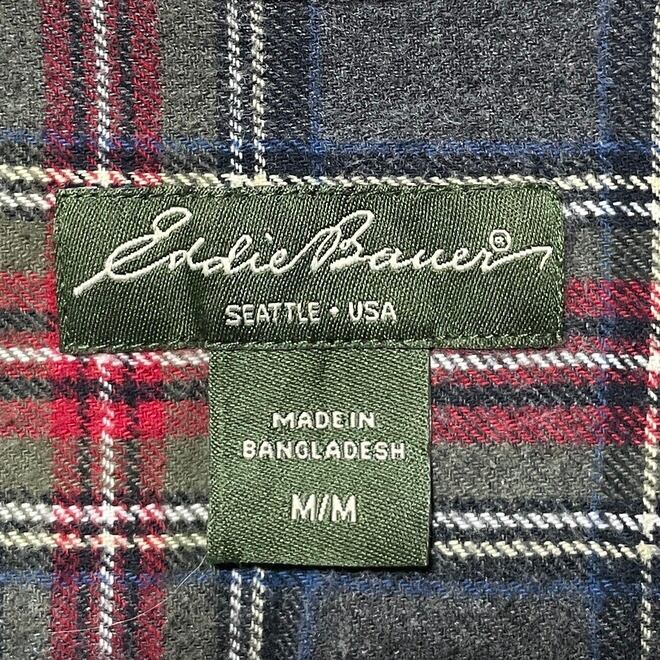 Eddie Bauer®
SEATTLE • USA
MADE IN
BANGLADESH
M/M